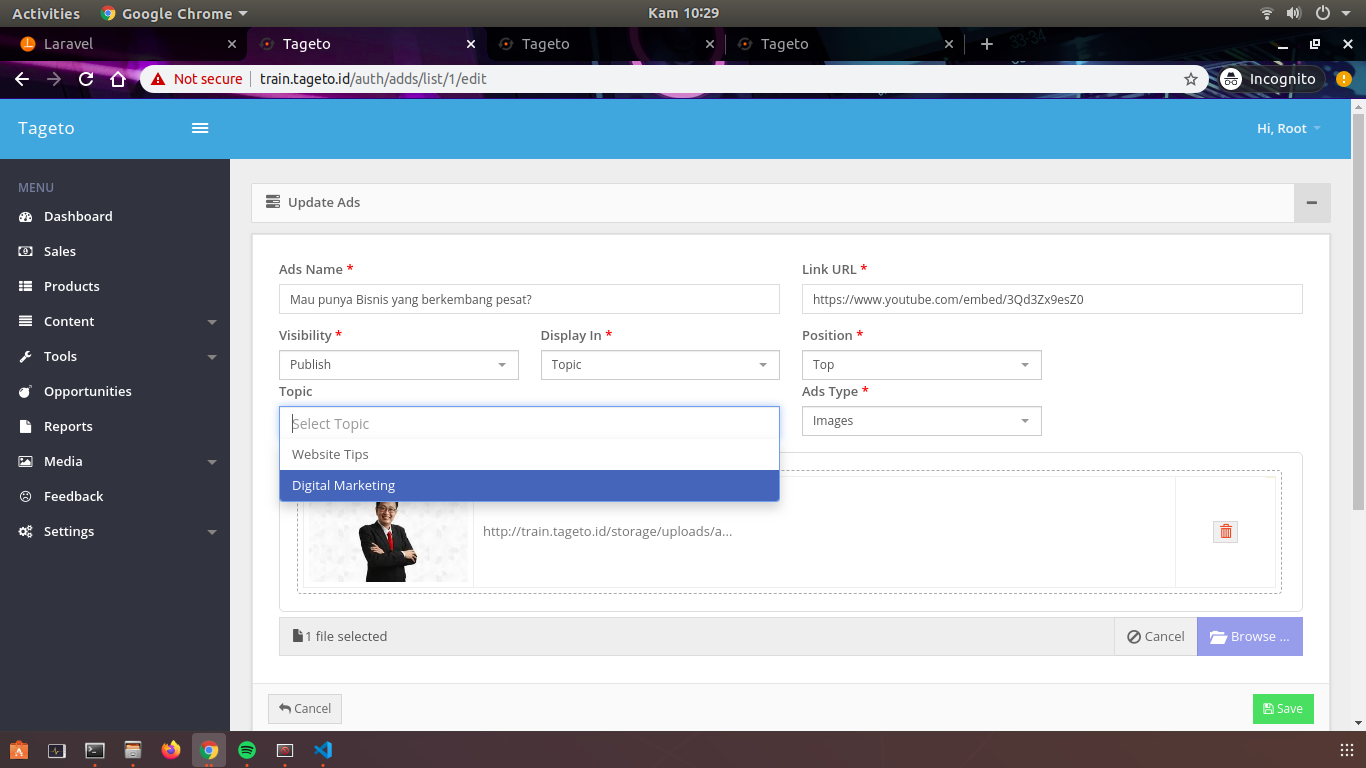 Activities Google Chrome Kam 10:29
Laravel Tageto Tageto Tageto
33-34
Not secure train.tageto.id/auth/adds/list/1/edit Incognito
Tageto Hi, Root
MENU
Dashboard
Sales
Products
Content
Tools
Opportunities
Reports
Media
Feedback
Settings
Update Ads
Ads Name * Link URL *
Mau punya Bisnis yang berkembang pesat? https://www.youtube.com/embed/3Qd3Zx9esZ0
Visibility * Display In * Position *
Publish Topic Top
Topic Ads Type *
Select Topic Images
Website Tips
Digital Marketing
http://train.tageto.id/storage/uploads/a...
1 file selected Cancel Browse ...
Cancel Save